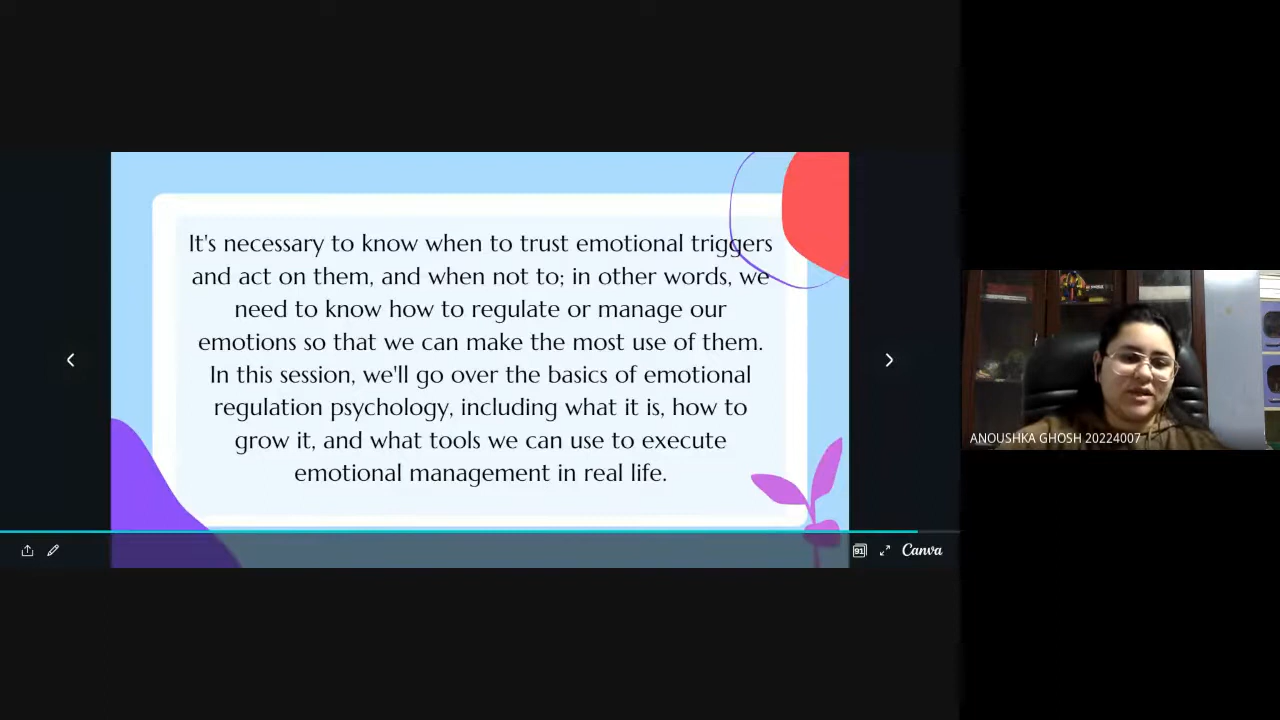 It's necessary to know when to trust emotional triggers
and act on them, and when not to; in other words, we
need to know how to regulate or manage our
emotions so that we can make the most use of them.
In this session, we'll go over the basics of emotional
regulation psychology, including what it is, how to
grow it, and what tools we can use to execute
emotional management in real life.
ANOUSHKA GHOSH 20224007
91
Canva